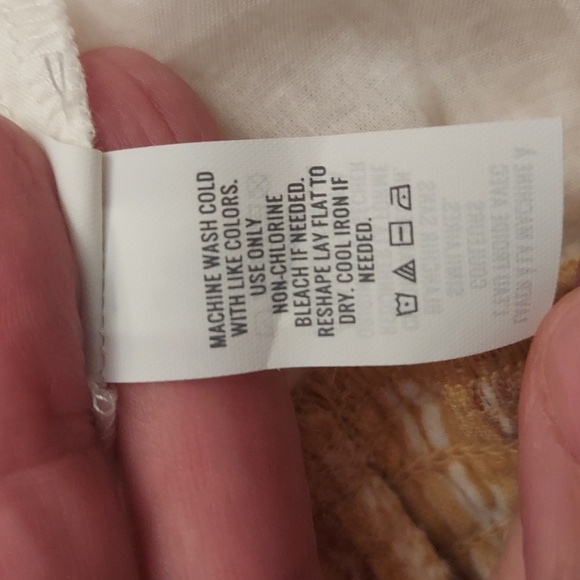 MACHINE WASH COLD
WITH LIKE COLORS.
USE ONLY
NON-CHLORINE
BLEACH IF NEEDED.
RESHAPE LAY FLAT TO
DRY. COOL IRON IF
NEEDED.